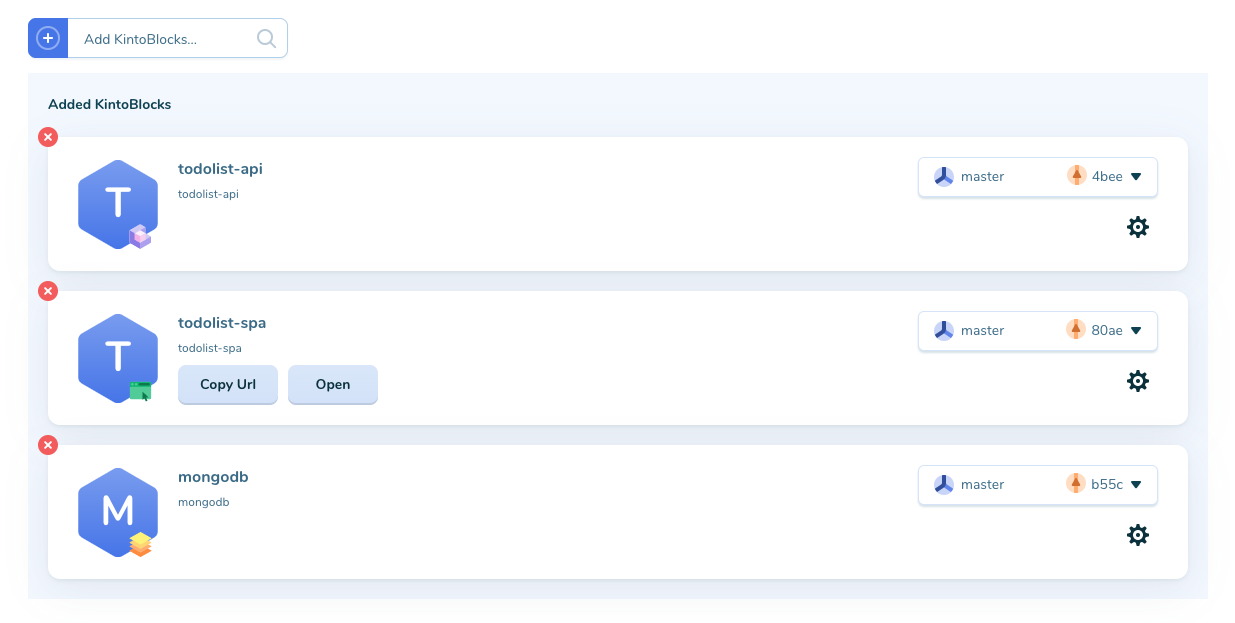 Add KintoBlocks...
Added KintoBlocks
T
todolist-api
todolist-api
master 4bee
T
todolist-spa
todolist-spa
Copy Url Open
master 80ae
M
mongodb
mongodb
master b55c